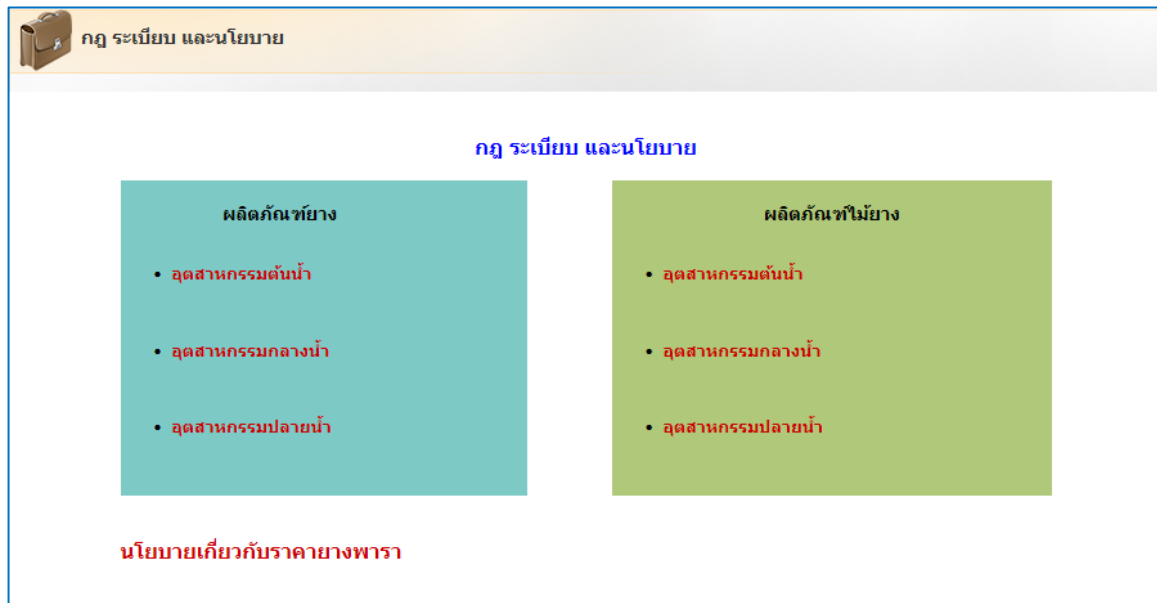 กฎ ระเบียบ และนโยบาย
กฎ ระเบียบ และนโยบาย
ผลิตภัณฑ์ยาง
• อุตสาหกรรมต้นน้ำ
• อุตสาหกรรมกลางน้ำ
• อุตสาหกรรมปลายน้ำ
ผลิตภัณฑ์ไม้ยาง
• อุตสาหกรรมต้นน้ำ
• อุตสาหกรรมกลางน้ำ
• อุตสาหกรรมปลายน้ำ
นโยบายเกี่ยวกับราคายางพารา